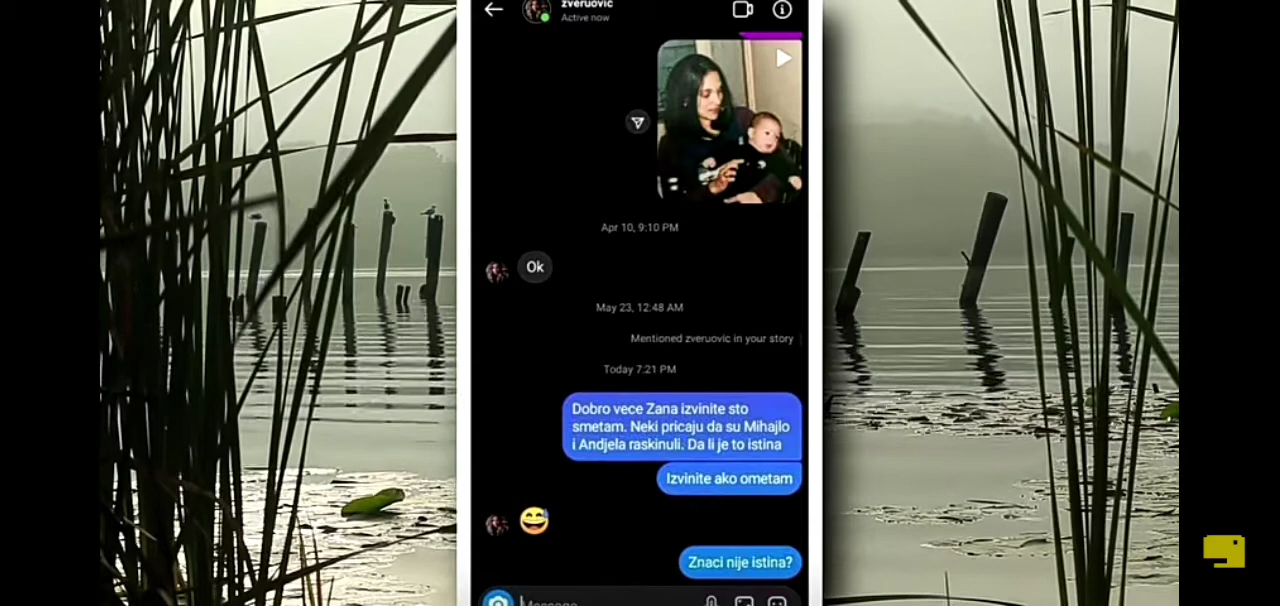 zveruovic
Active now
Apr 10, 9:10 PM
Ok
May 23, 12:48 AM
Mentioned zveruovic in your story
Today 7:21 PM
Dobro vece Zana izvinite sto
smetam. Neki pricaju da su Mihajlo
i Andjela raskinuli. Da li je to istina
Izvinite ako ometam
Znaci nije istina?
Message